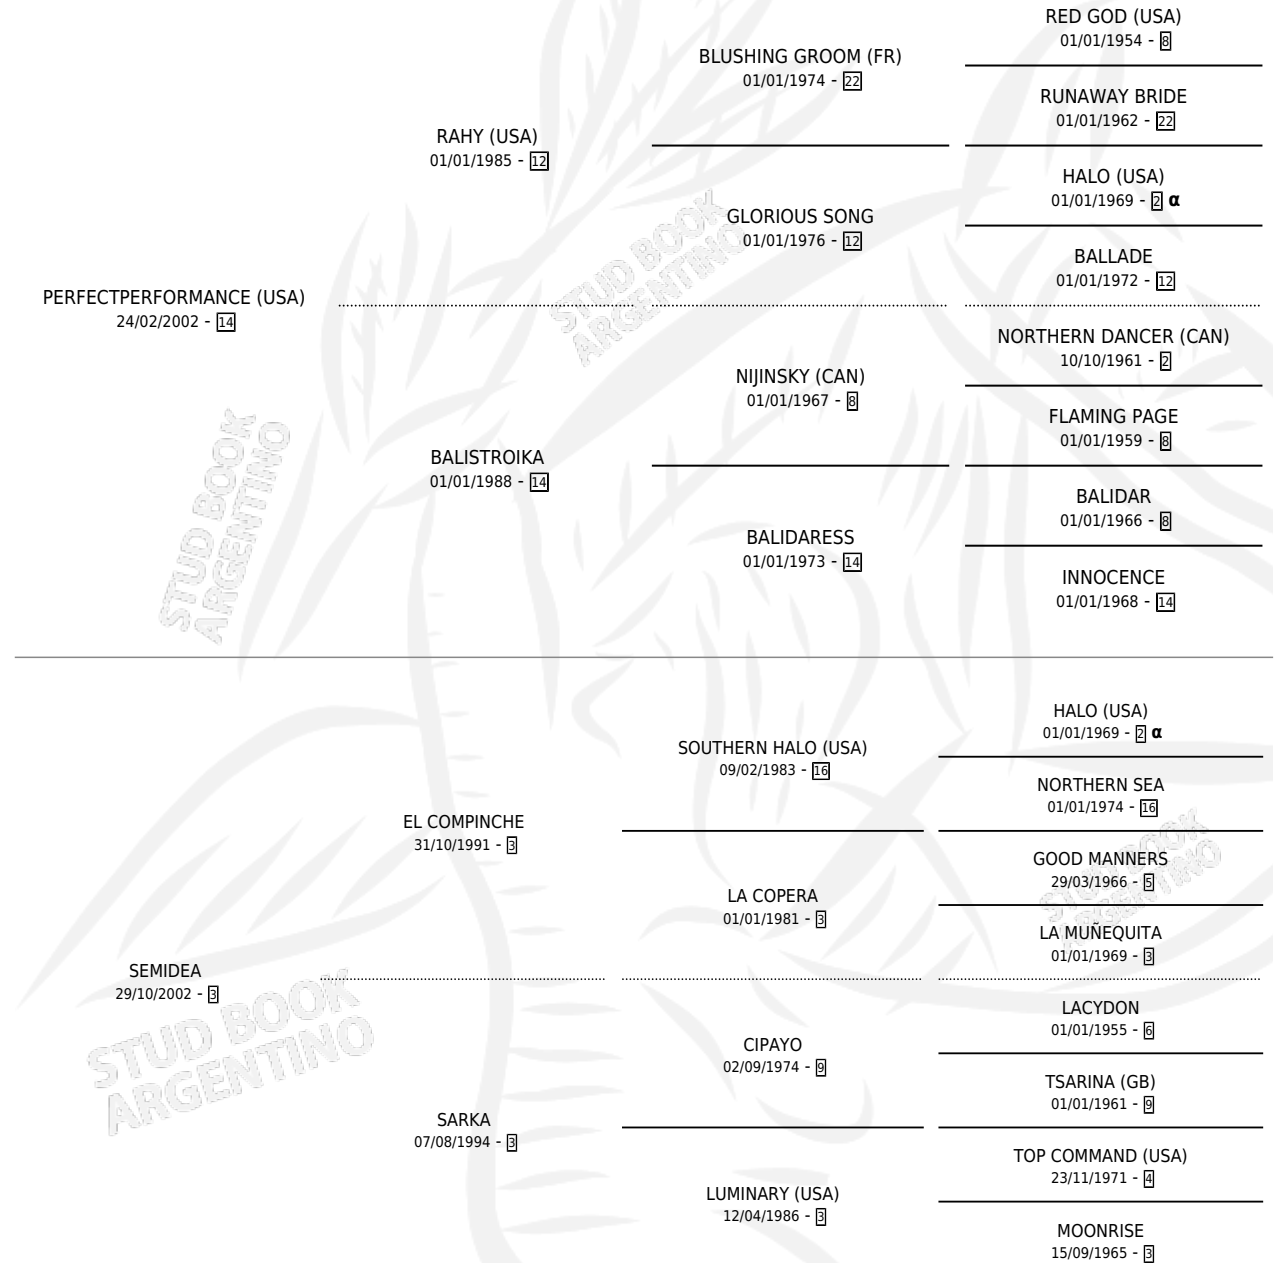 RED GOD (USA)
01/01/1954 - 8
BLUSHING GROOM (FR)
01/01/1974 - 22
RUNAWAY BRIDE
01/01/1962 - 22
RAHY (USA)
01/01/1985 - 12
HALO (USA)
01/01/1969 - 2 α
GLORIOUS SONG
01/01/1976 - 12
BALLADE
01/01/1972 - 12
PERFECTPERFORMANCE (USA)
24/02/2002 - 14
NORTHERN DANCER (CAN)
10/10/1961 - 2
NIJINSKY (CAN)
01/01/1967 - 8
FLAMING PAGE
01/01/1959 - 8
BALISTROIKA
01/01/1988 - 14
BALIDAR
01/01/1966 - 8
BALIDARESS
01/01/1973 - 14
INNOCENCE
01/01/1968 - 14
HALO (USA)
01/01/1969 - 2 α
SOUTHERN HALO (USA)
09/02/1983 - 16
NORTHERN SEA
01/01/1974 - 16
EL COMPINCHE
31/10/1991 - 3
GOOD MANNERS
29/03/1966 - 5
LA COPERA
01/01/1981 - 3
LA MUÑEQUITA
01/01/1969 - 3
SEMIDEA
29/10/2002 - 3
LACYDON
01/01/1955 - 6
CIPAYO
02/09/1974 - 9
TSARINA (GB)
01/01/1961 - 9
SARKA
07/08/1994 - 3
TOP COMMAND (USA)
23/11/1971 - 4
LUMINARY (USA)
12/04/1986 - 3
MOONRISE
15/09/1965 - 3
STUD BOOK
ARGENTINO
STUD BOOK
ARGENTINO
STUD BOOK
ARGENTINO
STUD BOOK
ARGENTINO